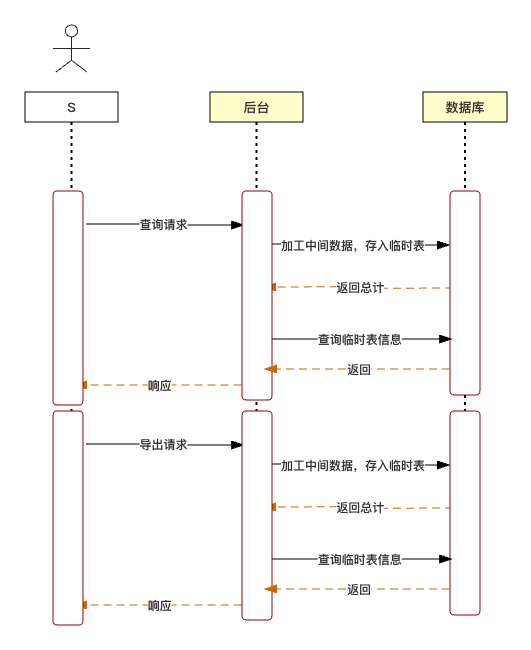 S
后台
数据库
查询请求
加工中间数据，存入临时表
返回总计
查询临时表信息
返回
响应
导出请求
加工中间数据，存入临时表
返回总计
查询临时表信息
返回
响应